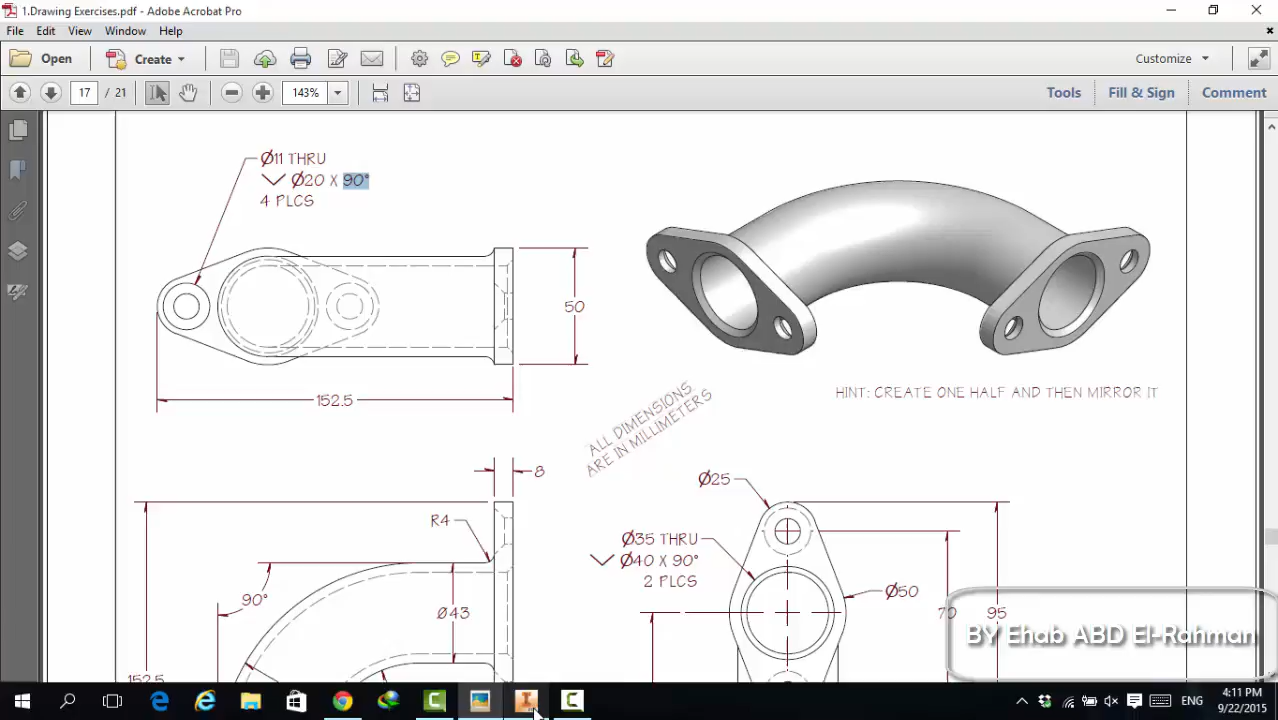 1.Drawing Exercises.pdf - Adobe Acrobat Pro
File Edit View Window Help
Open Create Customize
17 / 21 143% Tools Fill & Sign Comment
Ø11 THRU
Ø20 X 90°
4 PLCS
50
152.5
HINT: CREATE ONE HALF AND THEN MIRROR IT
ALL DIMENSIONS
ARE IN MILLIMETERS
8
Ø25
R4
Ø35 THRU
Ø40 X 90°
2 PLCS
Ø50
90°
Ø43
70
95
152.5
BY Ehab ABD El-Rahman
ENG
4:11 PM
9/22/2015